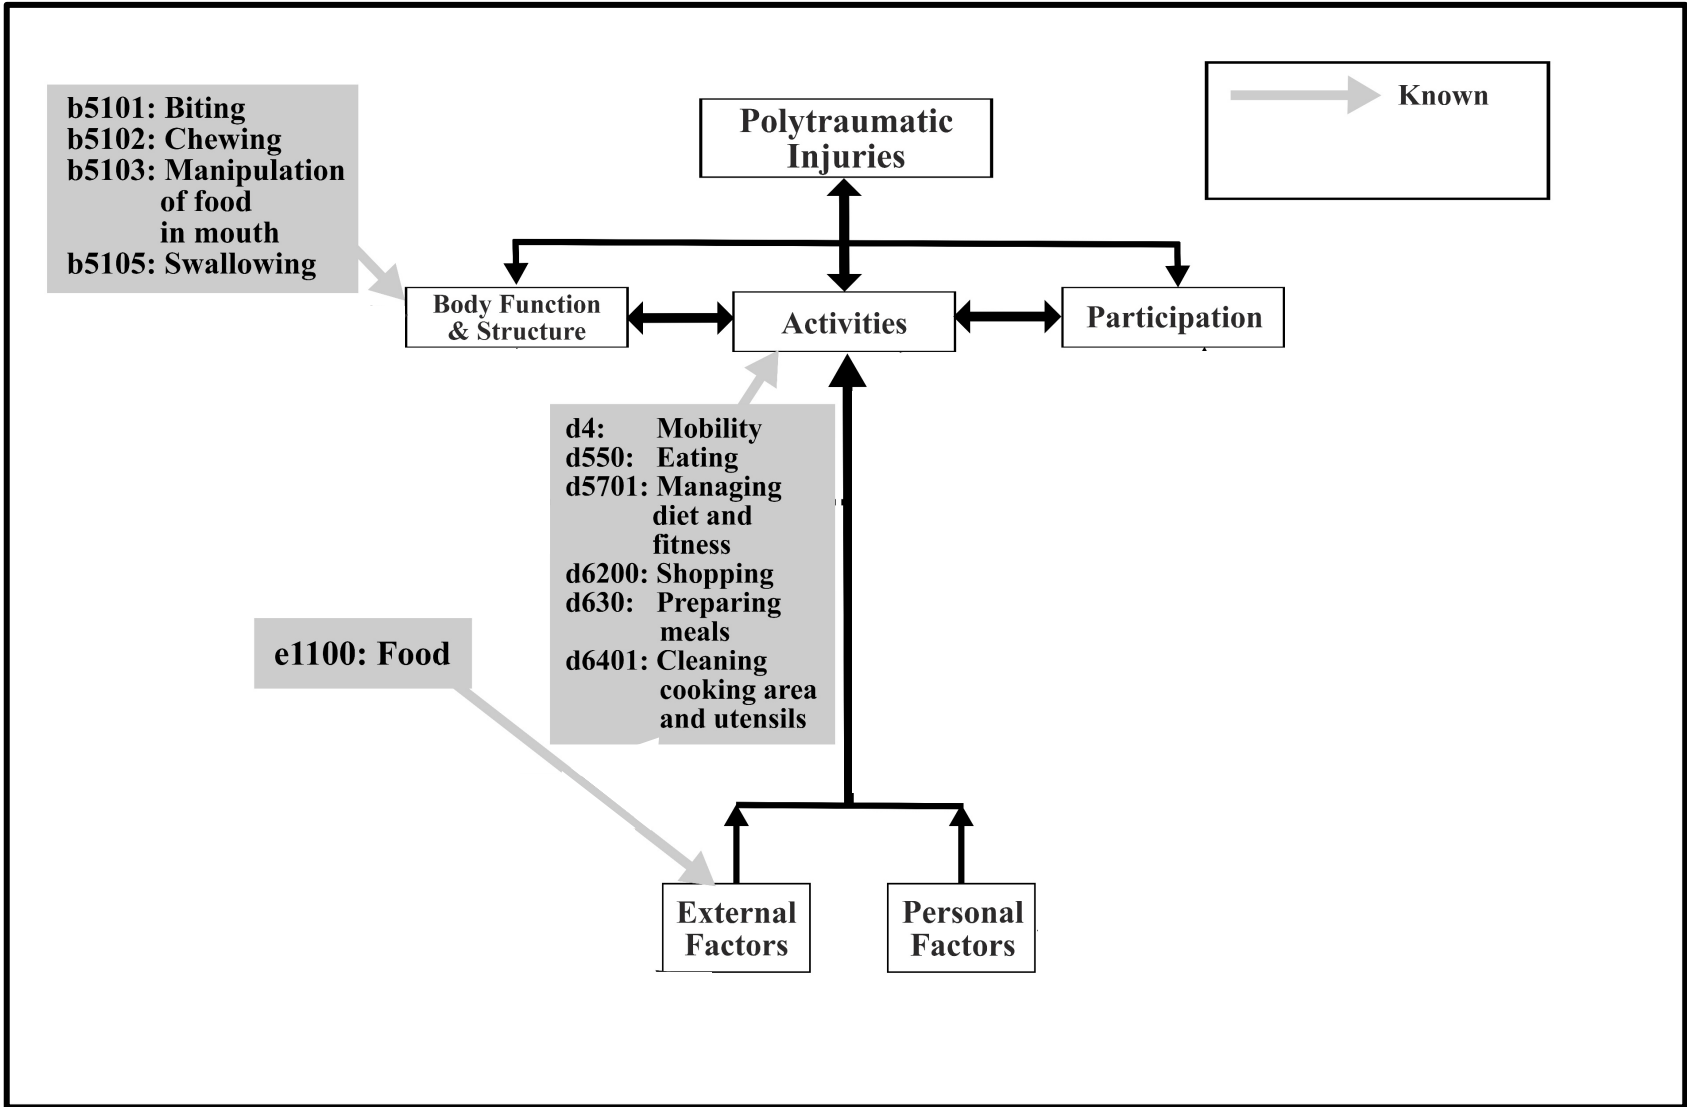 b5101: Biting
b5102: Chewing
b5103: Manipulation
of food
in mouth
b5105: Swallowing
Polytraumatic
Injuries
Known
Body Function
& Structure
Activities
Participation
d4: Mobility
d550: Eating
d5701: Managing
diet and
fitness
d6200: Shopping
d630: Preparing
meals
d6401: Cleaning
cooking area
and utensils
e1100: Food
External
Factors
Personal
Factors